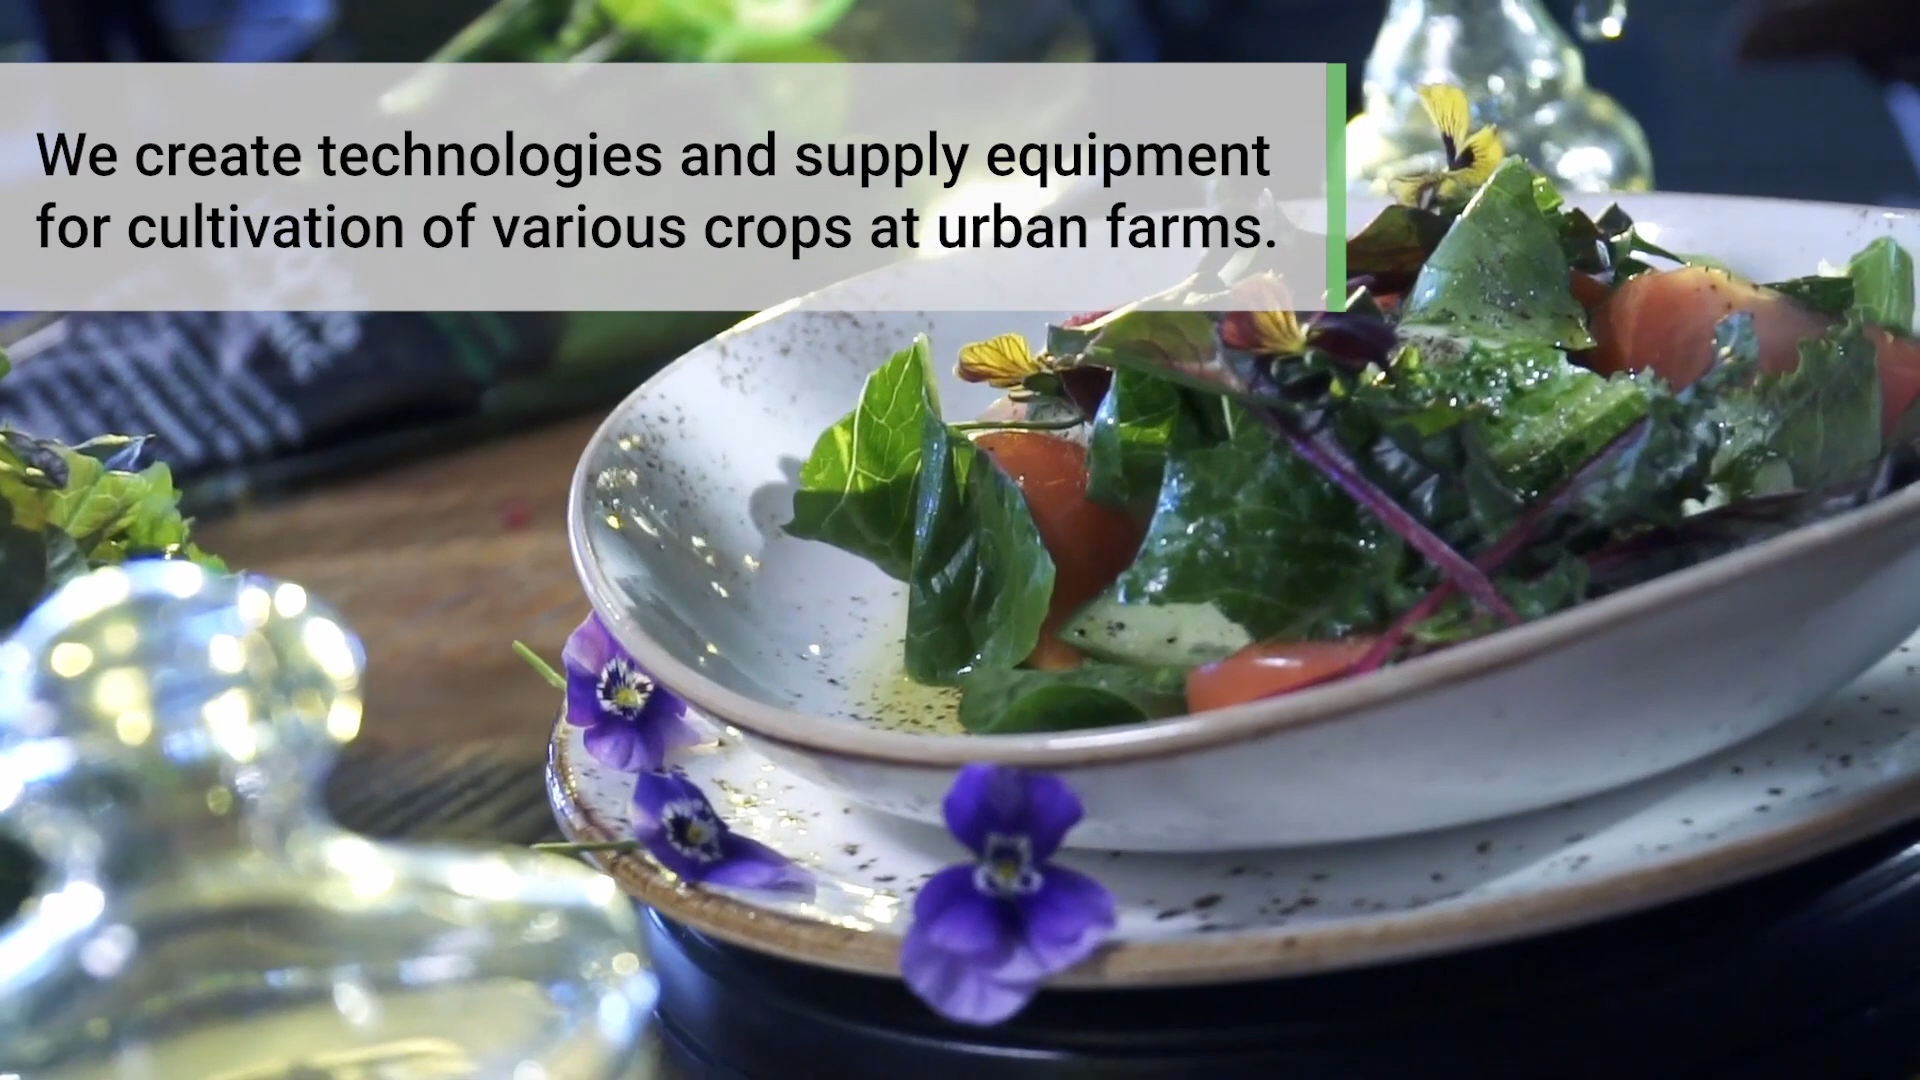 We create technologies and supply equipment
for cultivation of various crops at urban farms.